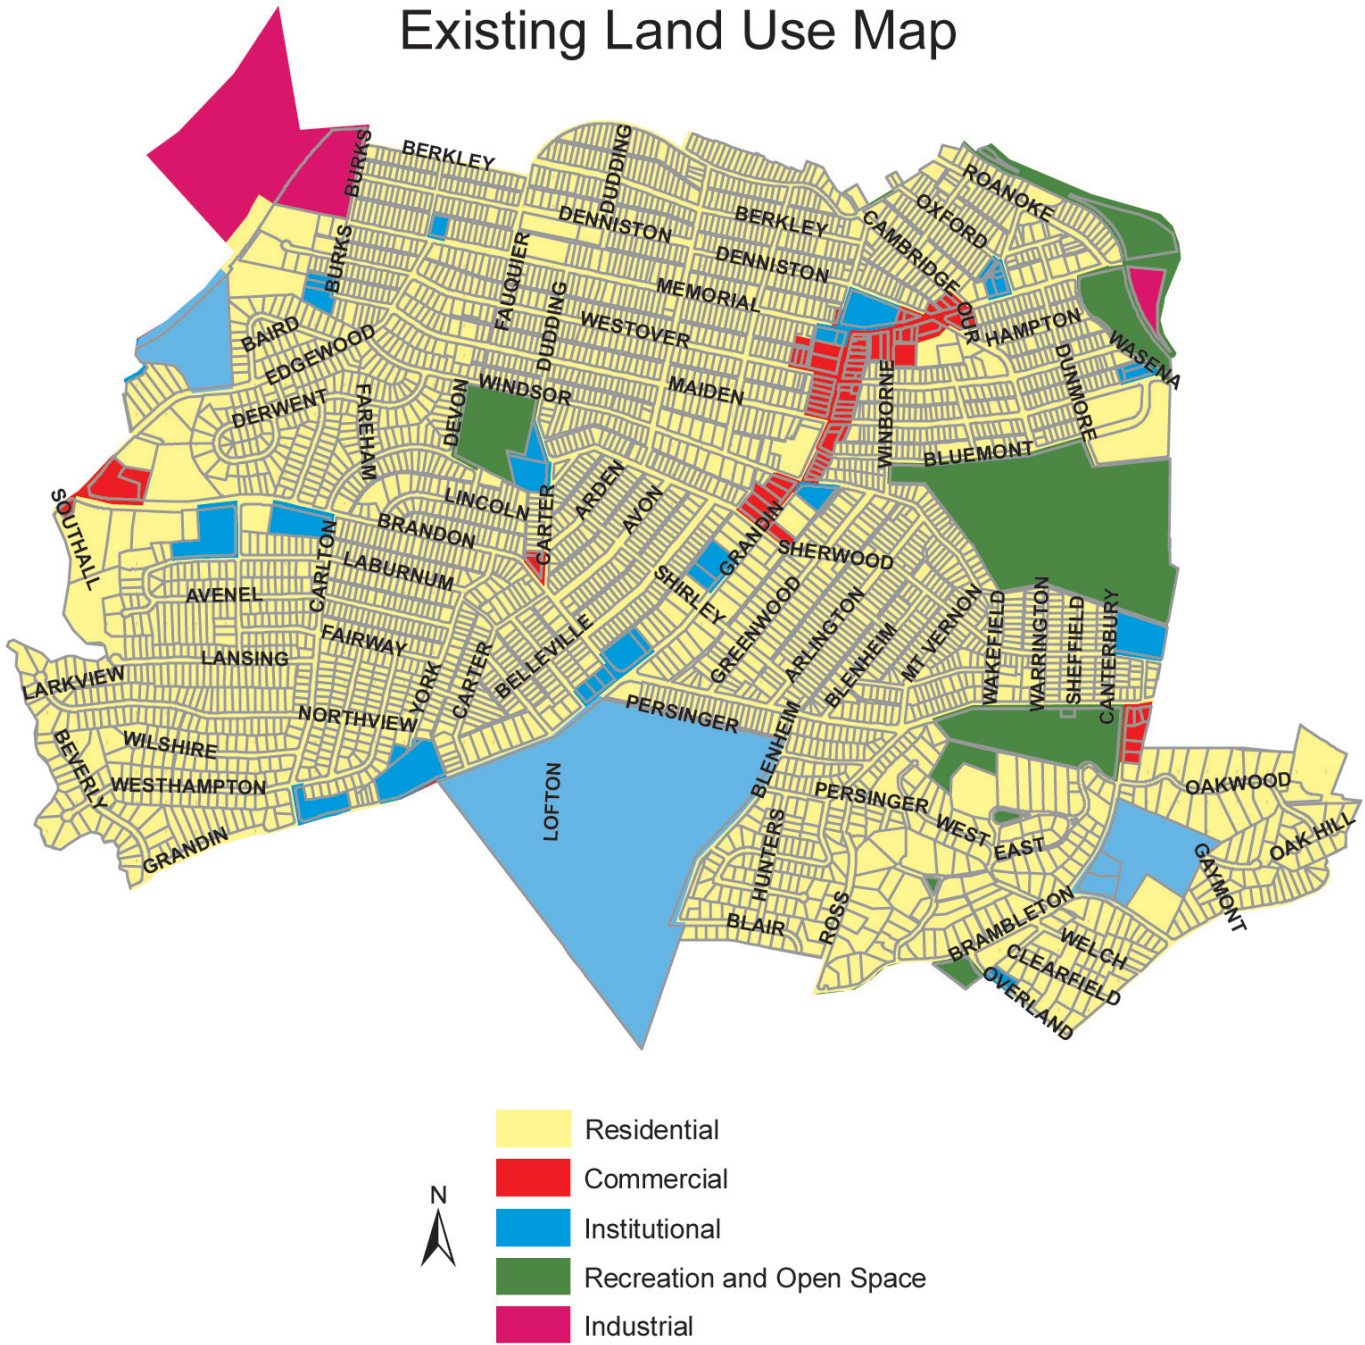 Existing Land Use Map
BURKS
BERKLEY
DUDDING
ROANOKE
OXFORD
DENNISTON
BERKLEY
CAMBRIDGE
BURKS
FAUQUIER
DENNISTON
MEMORIAL
DUDDING
WESTOVER
OUR
HAMPTON
BAIRD
EDGEWOOD
WASENA
DUNMORE
DERWENT
FAREHAM
DEVON
WINDSOR
MAIDEN
WINBORNE
BLUEMONT
SOUTHALL
LINCOLN
CARTER
ARDEN
AVON
BRANDON
GRANDIN
SHERWOOD
CARLTON
LABURNUM
AVENEL
SHIRLEY
GREENWOOD
ARLINGTON
BLENHEIM
MT VERNON
WAKEFIELD
WARRINGTON
SHEFFIELD
CANTERBURY
FAIRWAY
LANSING
BELLEVILLE
LARKVIEW
YORK
CARTER
NORTHVIEW
PERSINGER
BLENHEIM
BEVERLY
WILSHIRE
WESTHAMPTON
LOFTON
PERSINGER
OAKWOOD
GRANDIN
HUNTERS
WEST
EAST
OAK HILL
GAYMONT
BLAIR
ROSS
BRAMBLETON
WELCH
CLEARFIELD
OVERLAND
Residential
Commercial
N
Institutional
Recreation and Open Space
Industrial